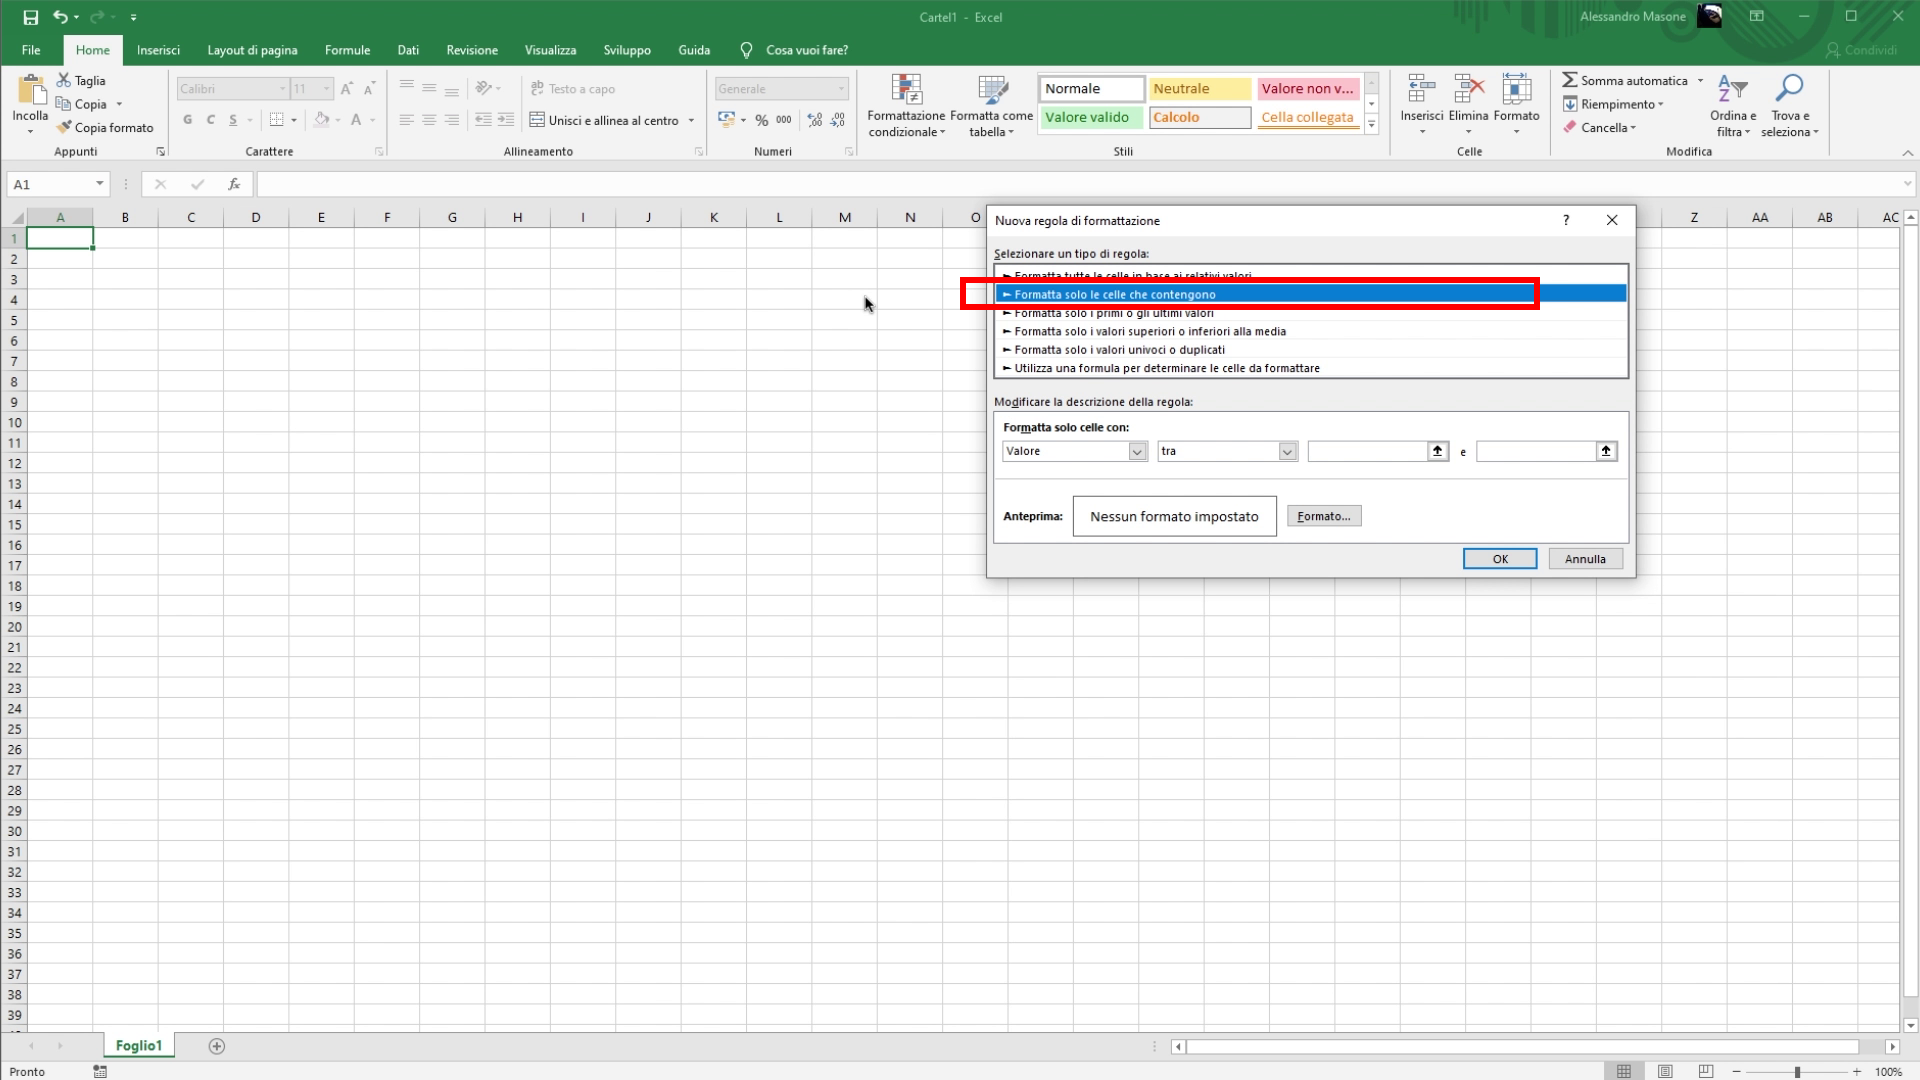 Cartel1 - Excel
Alessandro Masone
File Home Inserisci Layout di pagina Formule Dati Revisione Visualizza Sviluppo Guida Cosa vuoi fare? Condividi
Incolla
Taglia
Copia
Copia formato
Appunti
Calibri 11
G C S A
Carattere
Testo a capo
Unisci e allinea al centro
Allineamento
Generale
% 000
Numeri
Formattazione condizionale
Formatta come tabella
Normale Neutrale Valore non v...
Valore valido Calcolo Cella collegata
Stili
Inserisci Elimina Formato
Celle
Somma automatica
Riempimento
Cancella
Ordina e filtra
Trova e seleziona
Modifica
A1
fx
A B C D E F G H I J K L M N O Z AA AB AC
1
2
3
4
5
6
7
8
9
10
11
12
13
14
15
16
17
18
19
20
21
22
23
24
25
26
27
28
29
30
31
32
33
34
35
36
37
38
39
Nuova regola di formattazione ?
Selezionare un tipo di regola:
► Formatta tutte le celle in base ai relativi valori
► Formatta solo le celle che contengono
► Formatta solo i primi o gli ultimi valori
► Formatta solo i valori superiori o inferiori alla media
► Formatta solo i valori univoci o duplicati
► Utilizza una formula per determinare le celle da formattare
Modificare la descrizione della regola:
Formatta solo celle con:
Valore tra e
Anteprima: Nessun formato impostato Formato...
OK Annulla
Foglio1
Pronto
100%